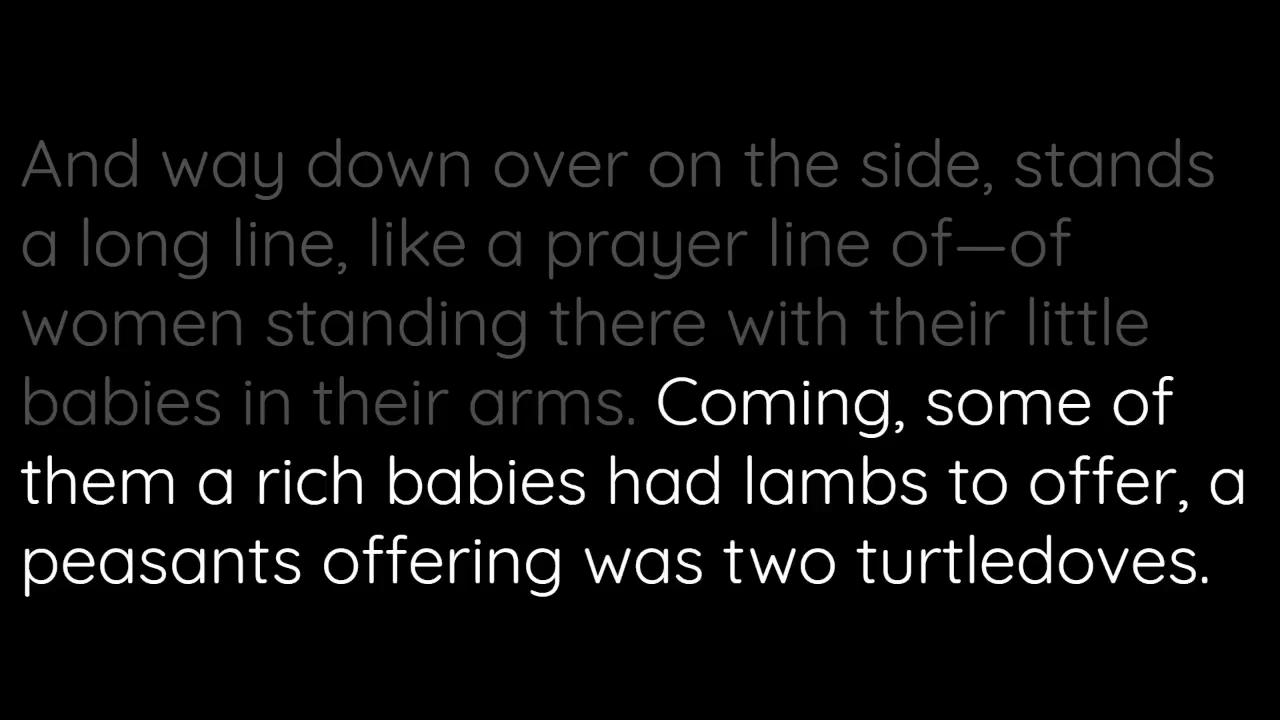 And way down over on the side, stands
a long line, like a prayer line of—of
women standing there with their little
babies in their arms. Coming, some of
them a rich babies had lambs to offer, a
peasants offering was two turtledoves.